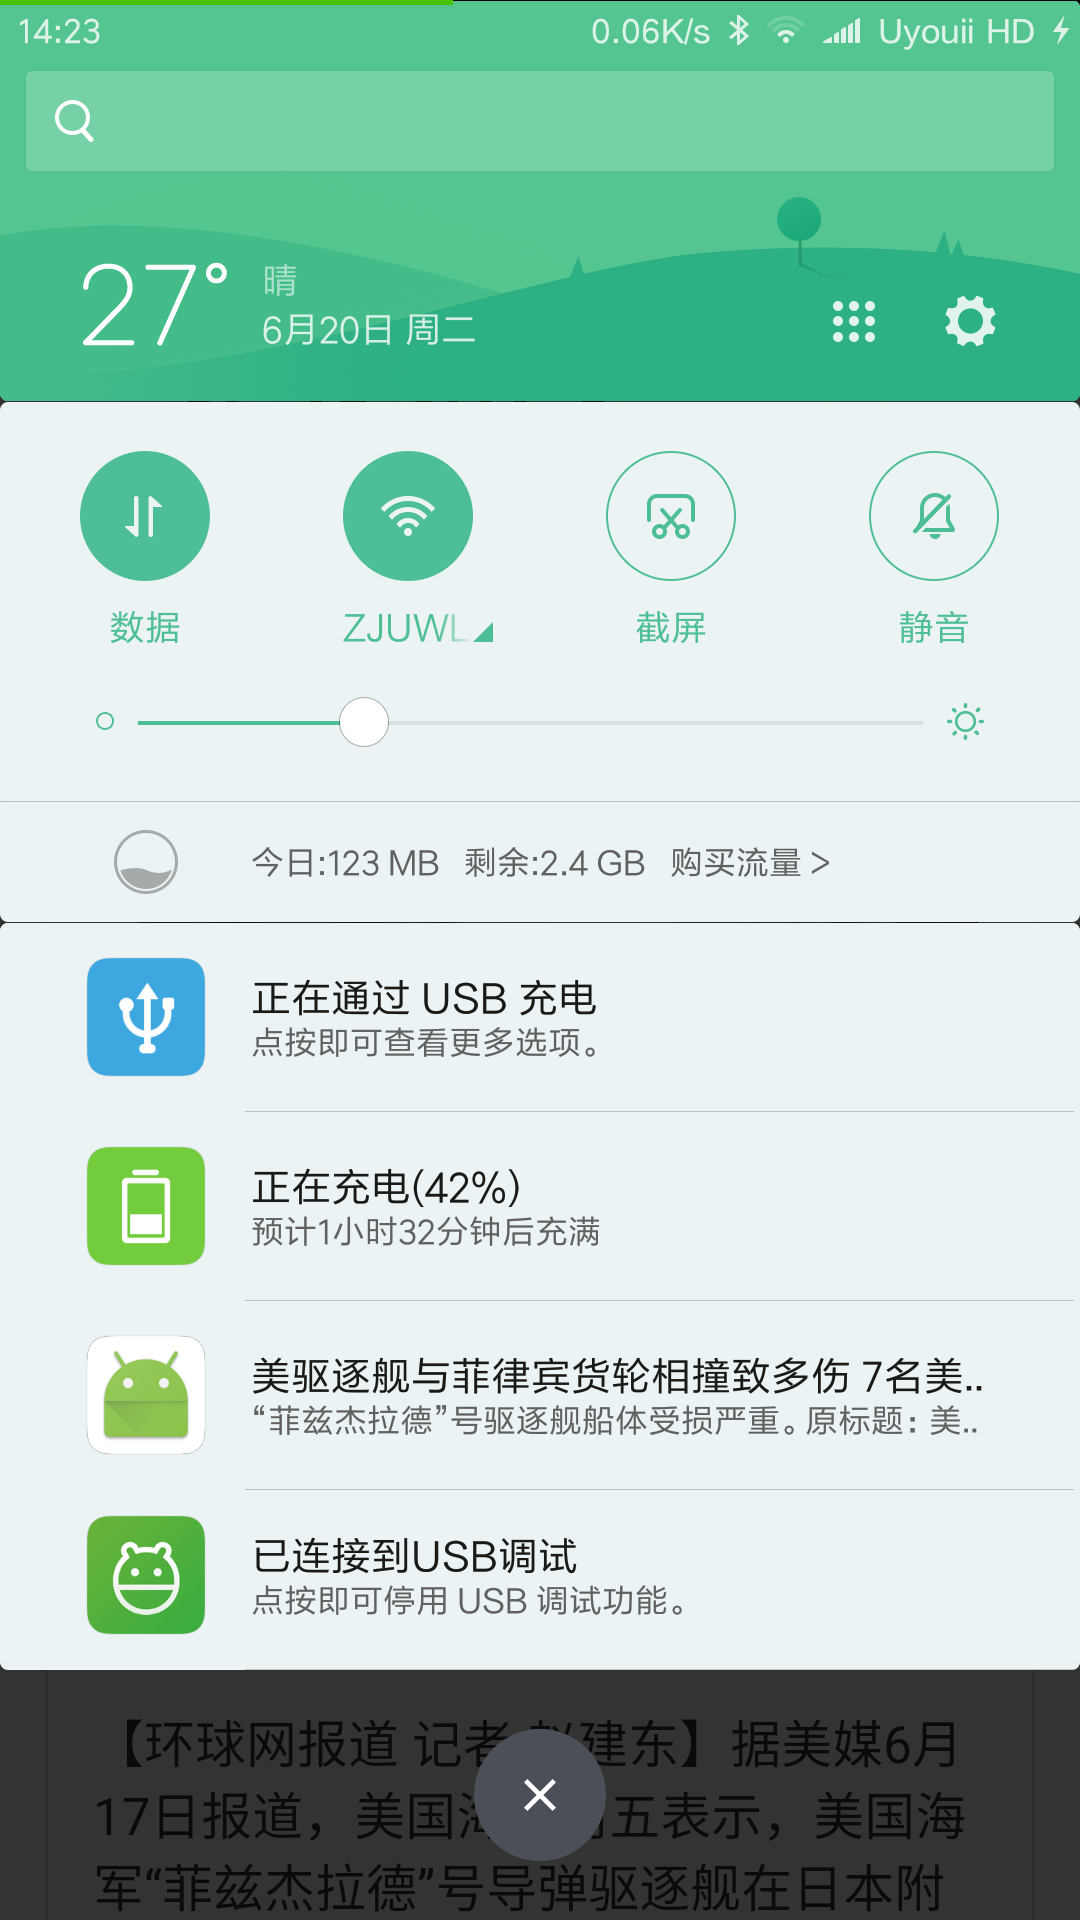 14:23
0.06K/s Uyouii HD
27°
晴
6月20日 周二
数据
ZJUWL
截屏
静音
今日:123 MB 剩余:2.4 GB 购买流量 >
正在通过 USB 充电
点按即可查看更多选项。
正在充电(42%)
预计1小时32分钟后充满
美驱逐舰与菲律宾货轮相撞致多伤 7名美..
“菲兹杰拉德”号驱逐舰船体受损严重。原标题：美..
已连接到USB调试
点按即可停用 USB 调试功能。
【环球网报道 记者 建东】据美媒6月
17日报道，美国海 五表示，美国海
军“菲兹杰拉德”号导弹驱逐舰在日本附